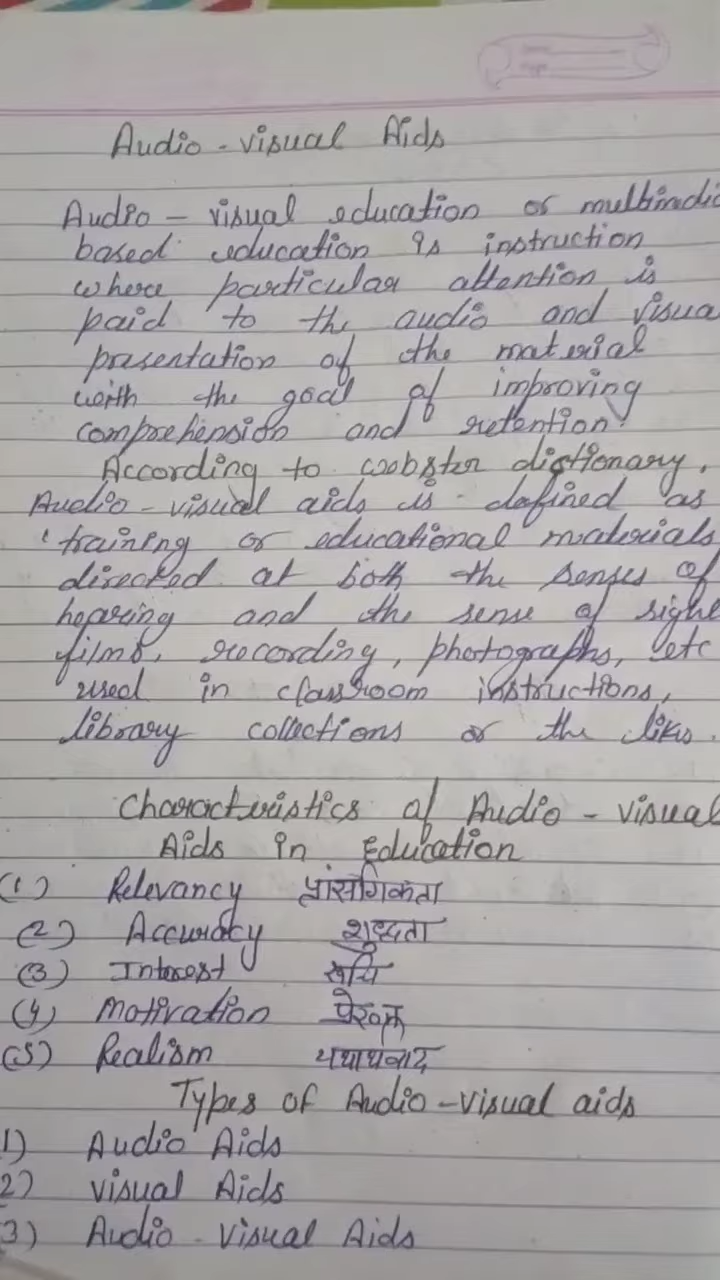 Audio - visual Aids
Audio - visual education or multimedia
based education is instruction
where particular attention is
paid to the audio and visua
presentation of the material
with the goal of improving
comprehension and retention.
According to webster dictionary,
Audio - visual aids is defined as
'training or educational materials
directed at both the senses of
hearing and the sense of sight
films, recording, photographs, etc
used in classroom instructions,
library collections or the likes.
Characteristics of Audio - visual
Aids in Education
(1) Relevancy प्रासंगिकता
(2) Accuracy शुद्धता
(3) Interest रूचि
(4) Motivation
(5) Realism यथार्थवाद
Types of Audio - visual aids
1) Audio Aids
2) visual Aids
3) Audio - Visual Aids